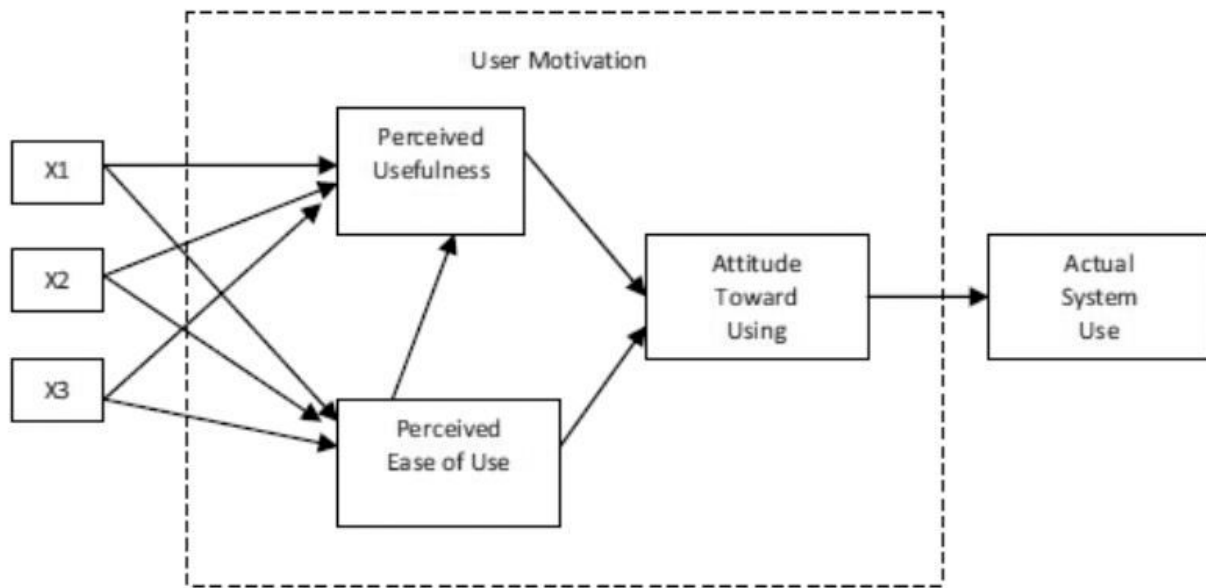 User Motivation
X1
X2
X3
Perceived
Usefulness
Perceived
Ease of Use
Attitude
Toward
Using
Actual
System
Use